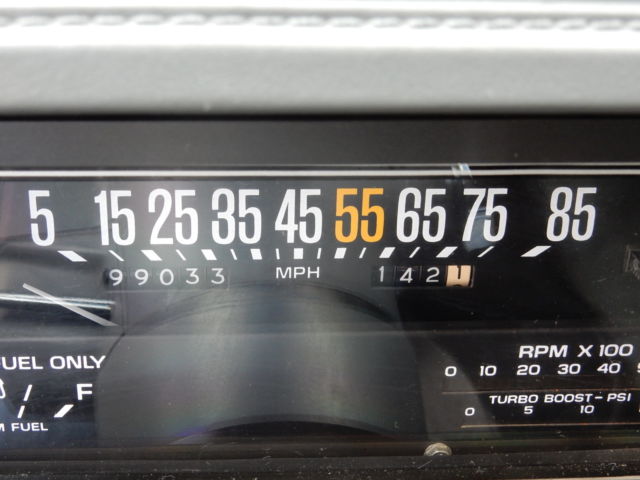 5 15 25 35 45 55 65 75 85
99033 MPH 142
FUEL ONLY
RPM X 100
0 10 20 30 40
F
TURBO BOOST-PSI
0 5 10
FUEL